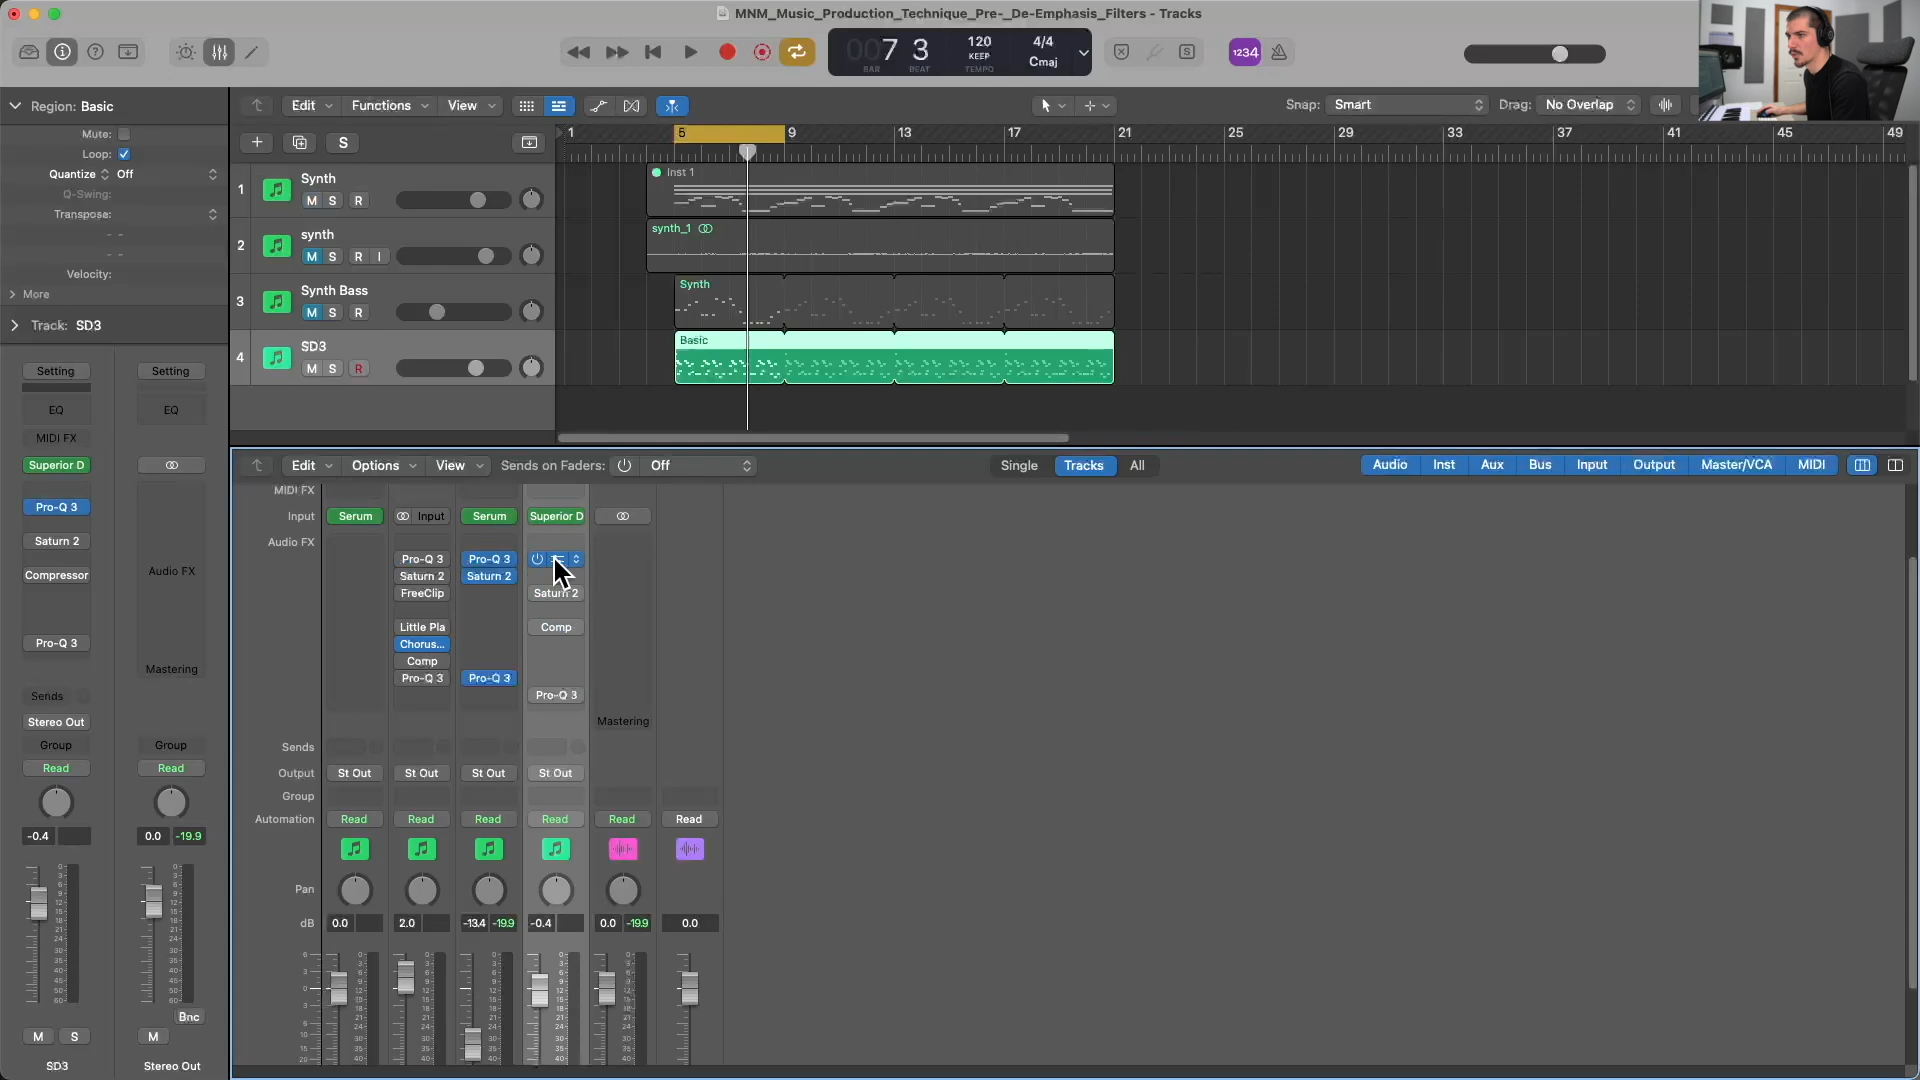 MNM_Music_Production_Technique_Pre-_De-Emphasis_Filters - Tracks
007 3
BAR BEAT
120
KEEP
TEMPO
4/4
Cmaj
S
1234
Region: Basic
Edit
Functions
View
Snap: Smart
Drag: No Overlap
Mute:
Loop:
Quantize Off
Q-Swing:
Transpose:
- -
- -
Velocity:
More
Track: SD3
S
1 5 9 13 17 21 25 29 33 37 41 45 49
1 Synth
M S R
Inst 1
2 synth
M S R I
synth_1
3 Synth Bass
M S R
Synth
4 SD3
M S R
Basic
Edit
Options
View
Sends on Faders: Off
Single Tracks All
Audio Inst Aux Bus Input Output Master/VCA MIDI
Setting Setting
EQ EQ
MIDI FX
Superior D
Pro-Q 3
Saturn 2
Compressor
Audio FX
Pro-Q 3
Mastering
Sends
Stereo Out
Group Group
Read Read
-0.4 0.0 -19.9
Bnc
M S M
SD3 Stereo Out
MIDI FX
Input Serum Input Serum Superior D
Audio FX
Pro-Q 3 Pro-Q 3
Saturn 2 Saturn 2
FreeClip Saturn 2
Little Pla Comp
Chorus...
Comp
Pro-Q 3 Pro-Q 3
Pro-Q 3
Mastering
Sends
Output St Out St Out St Out St Out
Group
Automation Read Read Read Read Read Read
Pan
dB 0.0 2.0 -13.4 -19.9 -0.4 0.0 -19.9 0.0